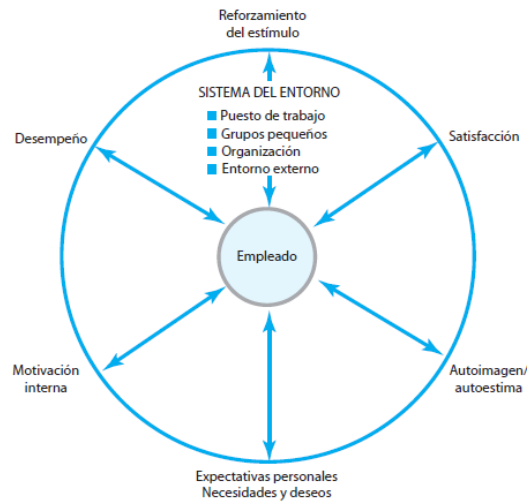 Reforzamiento
del estímulo
SISTEMA DEL ENTORNO
Puesto de trabajo
Grupos pequeños
Organización
Entorno externo
Desempeño
Satisfacción
Empleado
Motivación
interna
Autoimagen/
autoestima
Expectativas personales
Necesidades y deseos